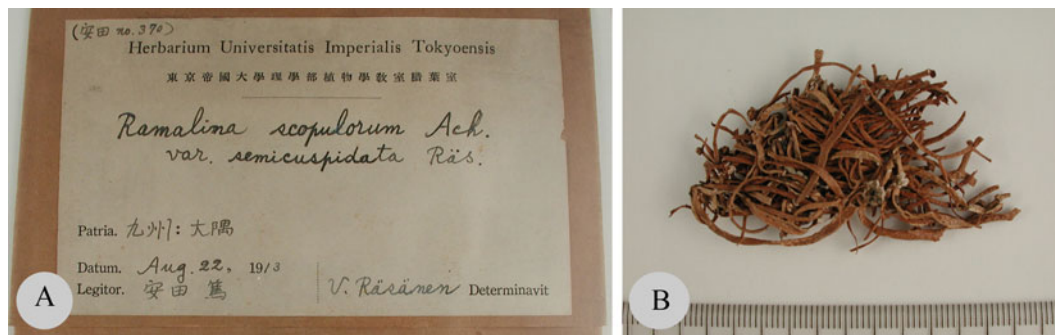 (安田 no. 370)
Herbarium Universitatis Imperialis Tokyoensis
東京帝國大學理學部植物學教室腊葉室
Ramalina scopulorum Ach.
var. semicuspidata Räs.
Patria. 九州: 大隅
Datum. Aug. 22, 1913
Legitor. 安田 篤
V. Räsänen Determinavit
A
B